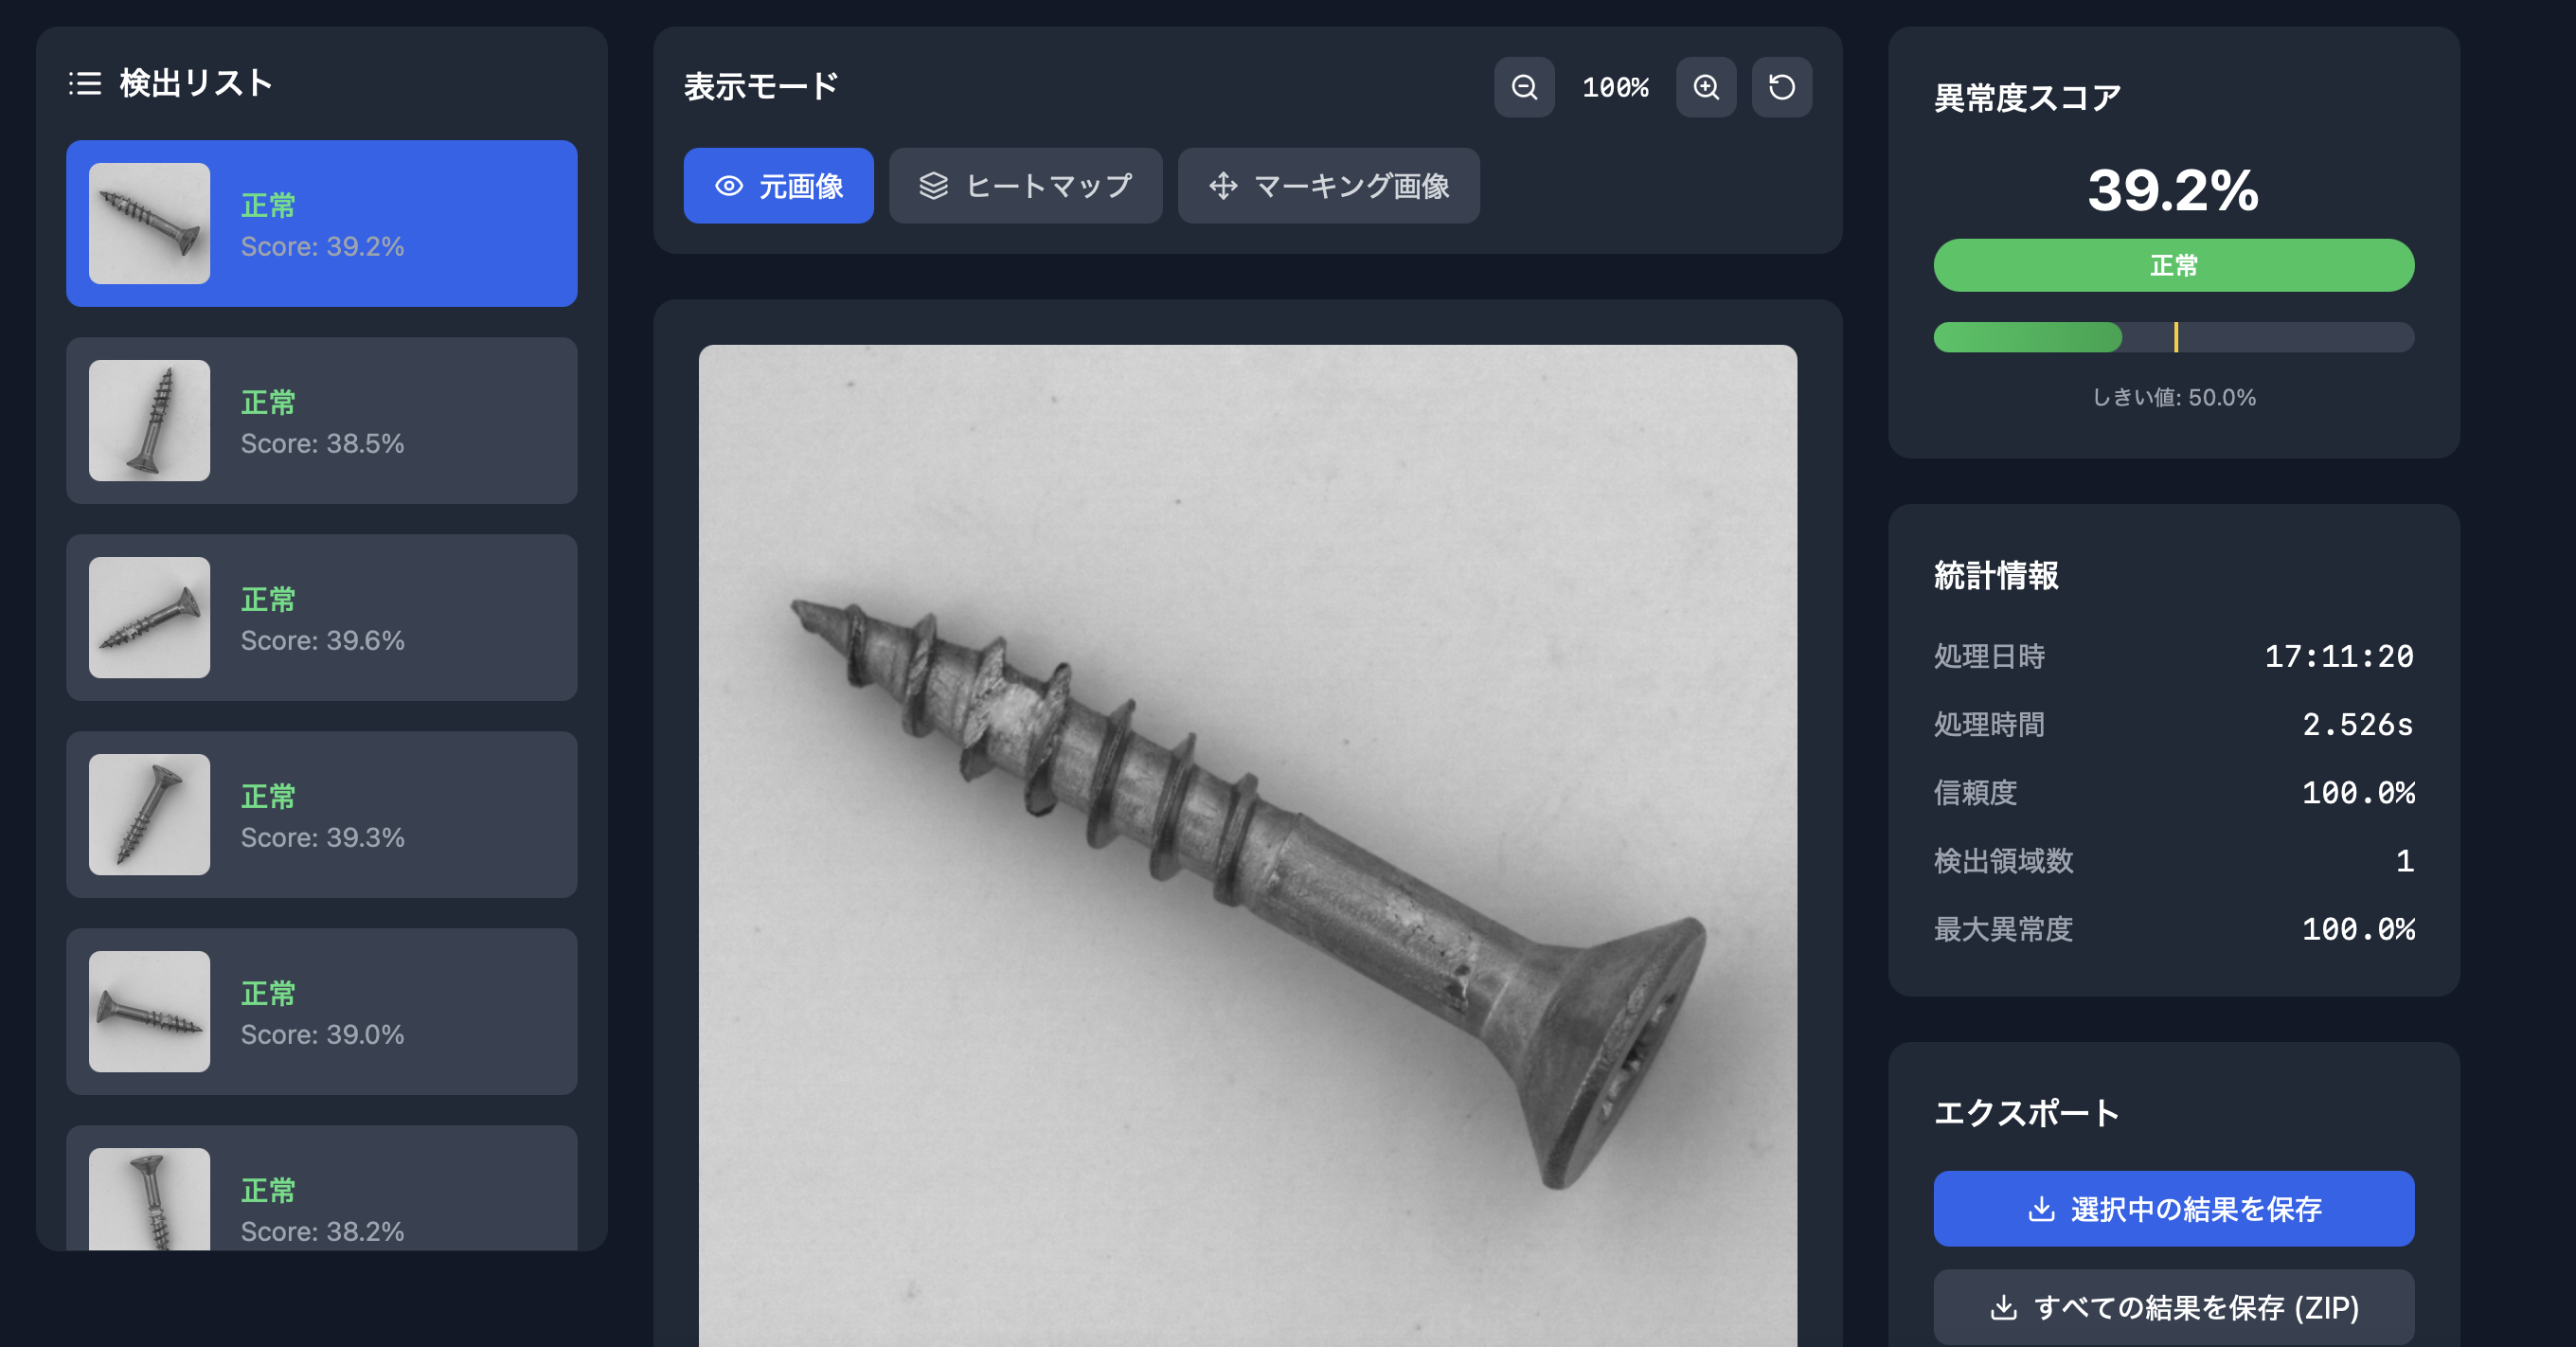 検出リスト
正常
Score: 39.2%
正常
Score: 38.5%
正常
Score: 39.6%
正常
Score: 39.3%
正常
Score: 39.0%
正常
Score: 38.2%
表示モード
100%
元画像
ヒートマップ
マーキング画像
異常度スコア
39.2%
正常
しきい値: 50.0%
統計情報
処理日時 17:11:20
処理時間 2.526s
信頼度 100.0%
検出領域数 1
最大異常度 100.0%
エクスポート
選択中の結果を保存
すべての結果を保存 (ZIP)